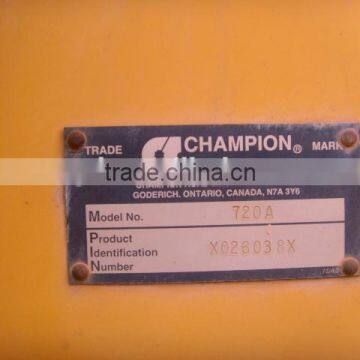 TRADE CHAMPION® MARK
trade.china.cn
GODERICH, ONTARIO, CANADA, N7A 3Y6
Model No. 720A
Product
Identification X026038X
Number